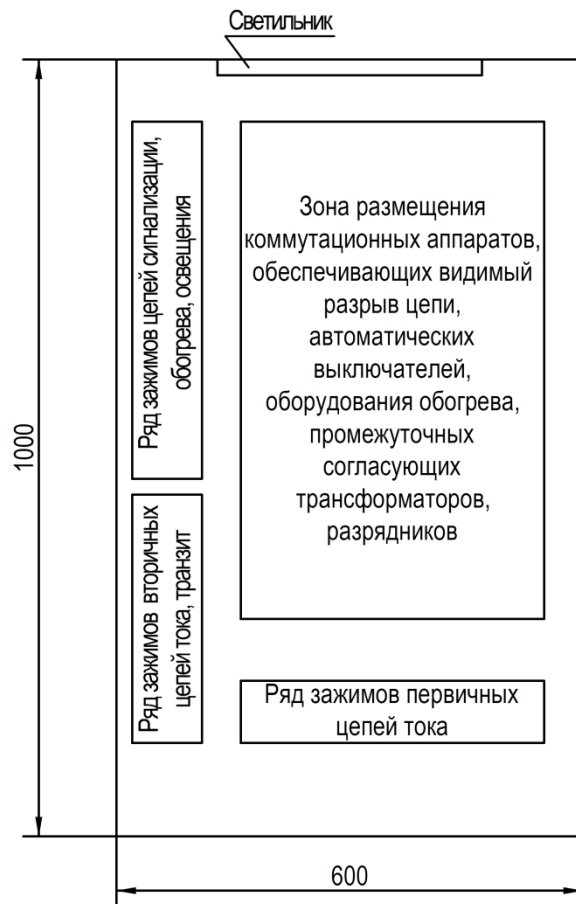 Светильник
Ряд зажимов цепей сигнализации,
обогрева, освещения
Зона размещения
коммутационных аппаратов,
обеспечивающих видимый
разрыв цепи,
автоматических
выключателей,
оборудования обогрева,
промежуточных
согласующих
трансформаторов,
разрядников
1000
Ряд зажимов вторичных
цепей тока, транзит
Ряд зажимов первичных
цепей тока
600